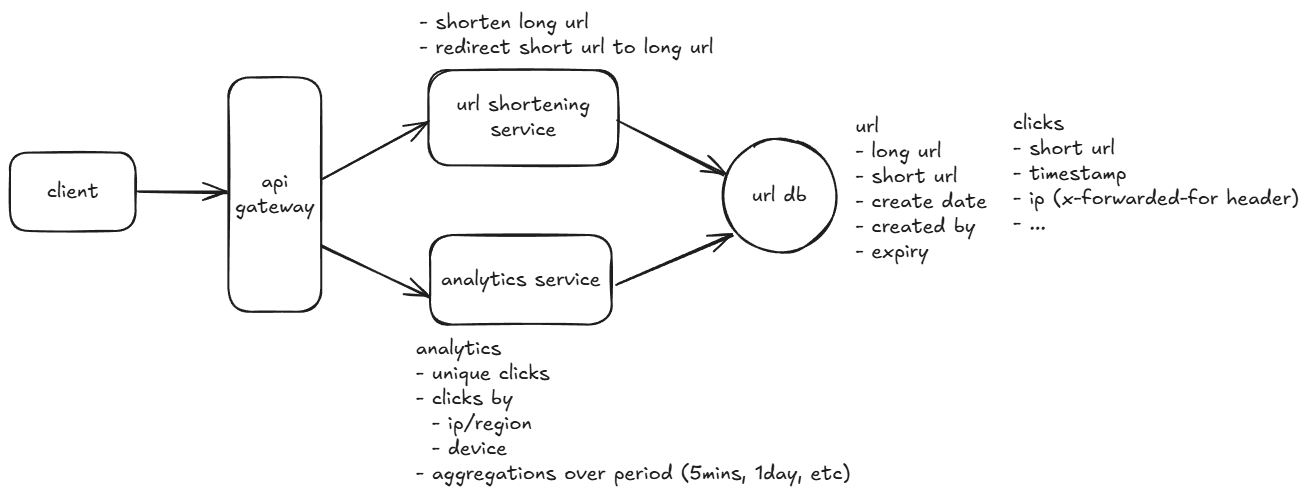 - shorten long url
- redirect short url to long url
url shortening
service
client
api
gateway
analytics service
url db
url
- long url
- short url
- create date
- created by
- expiry
clicks
- short url
- timestamp
- ip (x-forwarded-for header)
- ...
analytics
- unique clicks
- clicks by
- ip/region
- device
- aggregations over period (5mins, 1day, etc)